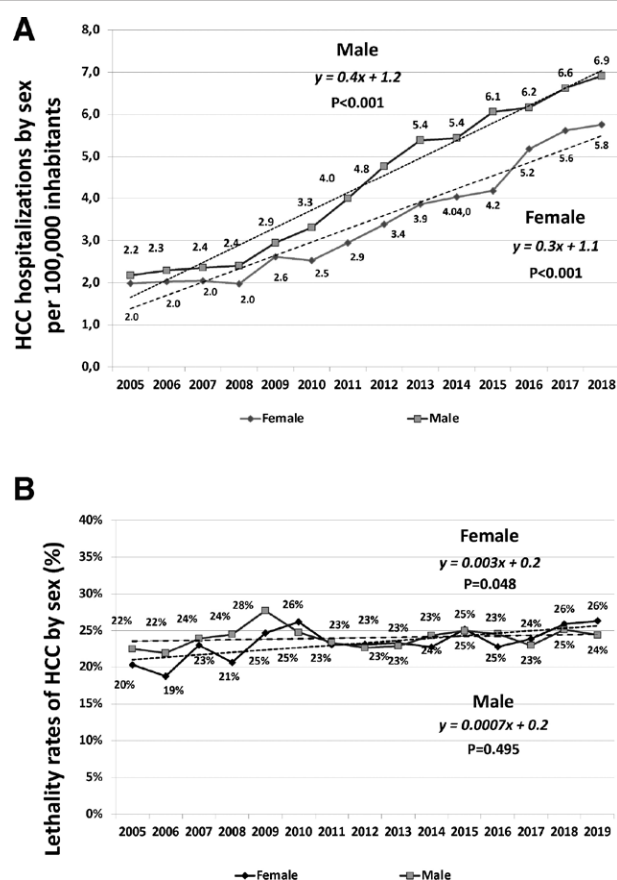 A
HCC hospitalizations by sex
per 100,000 inhabitants
8,0
7,0
6,0
5,0
4,0
3,0
2,0
1,0
0,0
Male
y = 0.4x + 1.2
P<0.001
2.2 2.3 2.4 2.4 2.9 3.3 4.0 4.8 5.4 5.4 6.1 6.2 6.6 6.9
2.0 2.0 2.0 2.0 2.6 2.5 2.9 3.4 3.9 4.04,0 4.2 5.2 5.6 5.8
Female
y = 0.3x + 1.1
P<0.001
2005 2006 2007 2008 2009 2010 2011 2012 2013 2014 2015 2016 2017 2018
Female Male
B
Lethality rates of HCC by sex (%)
40%
35%
30%
25%
20%
15%
10%
5%
0%
Female
y = 0.003x + 0.2
P=0.048
22% 22% 24% 24% 28% 26% 23% 23% 23% 23% 25% 23% 24% 26% 26%
20% 19% 23% 21% 25% 25% 23% 23% 23% 24% 25% 25% 23% 25% 24%
Male
y = 0.0007x + 0.2
P=0.495
2005 2006 2007 2008 2009 2010 2011 2012 2013 2014 2015 2016 2017 2018 2019
Female Male